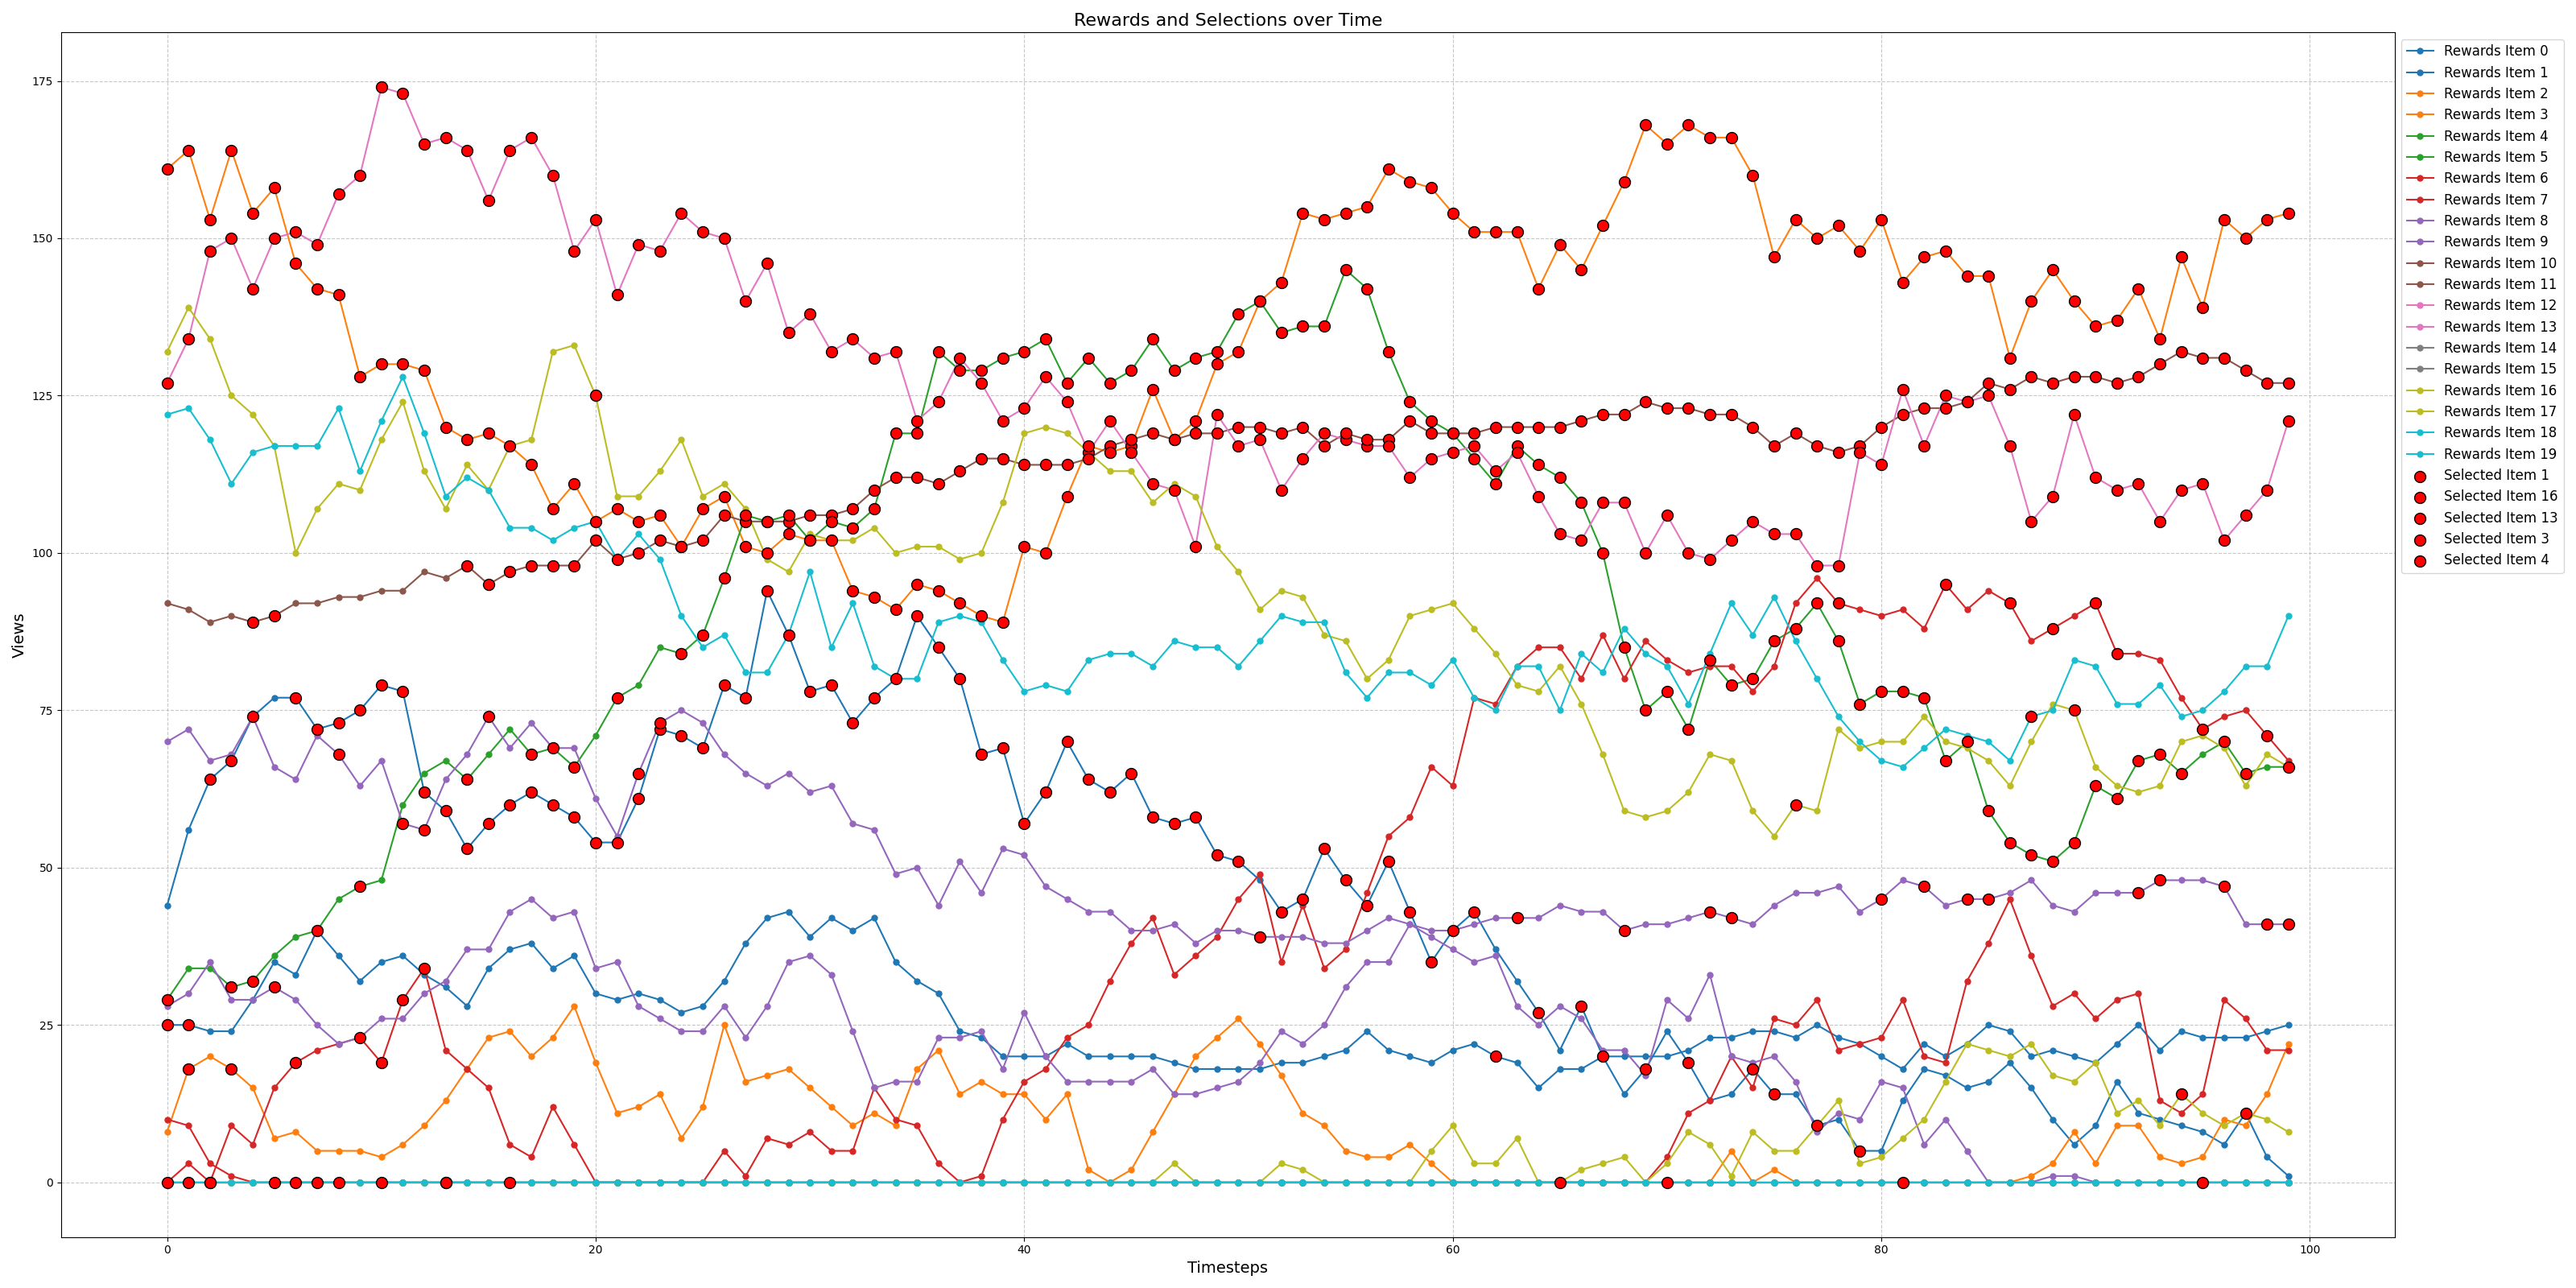 Rewards and Selections over Time
Views
175
150
125
100
75
50
25
0
0
20
40
60
80
100
Timesteps
Rewards Item 0
Rewards Item 1
Rewards Item 2
Rewards Item 3
Rewards Item 4
Rewards Item 5
Rewards Item 6
Rewards Item 7
Rewards Item 8
Rewards Item 9
Rewards Item 10
Rewards Item 11
Rewards Item 12
Rewards Item 13
Rewards Item 14
Rewards Item 15
Rewards Item 16
Rewards Item 17
Rewards Item 18
Rewards Item 19
Selected Item 1
Selected Item 16
Selected Item 13
Selected Item 3
Selected Item 4